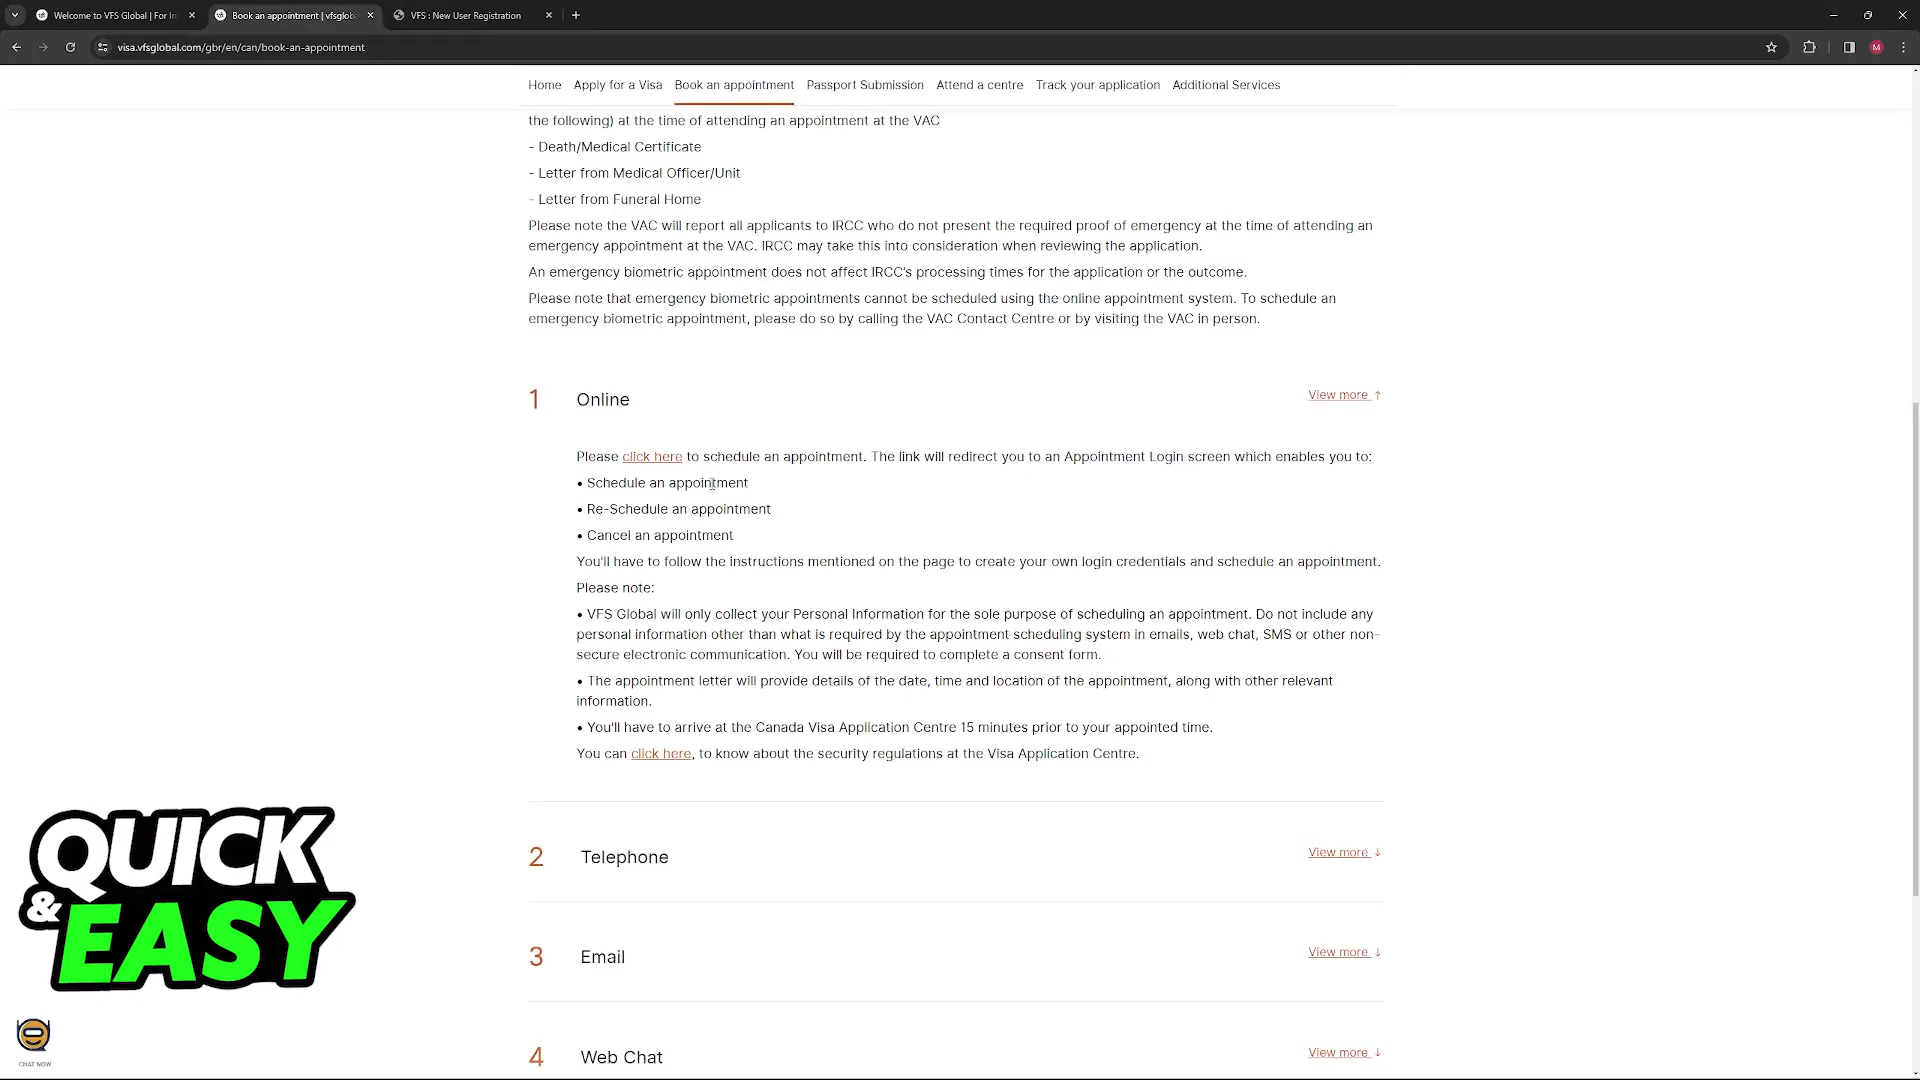 Welcome to VFS Global | For In
Book an appointment | vfsgloba
VFS : New User Registration
visa.vfsglobal.com/gbr/en/can/book-an-appointment
M
Home Apply for a Visa Book an appointment Passport Submission Attend a centre Track your application Additional Services
the following) at the time of attending an appointment at the VAC
- Death/Medical Certificate
- Letter from Medical Officer/Unit
- Letter from Funeral Home
Please note the VAC will report all applicants to IRCC who do not present the required proof of emergency at the time of attending an
emergency appointment at the VAC. IRCC may take this into consideration when reviewing the application.
An emergency biometric appointment does not affect IRCC's processing times for the application or the outcome.
Please note that emergency biometric appointments cannot be scheduled using the online appointment system. To schedule an
emergency biometric appointment, please do so by calling the VAC Contact Centre or by visiting the VAC in person.
1 Online View more ↑
Please click here to schedule an appointment. The link will redirect you to an Appointment Login screen which enables you to:
• Schedule an appointment
• Re-Schedule an appointment
• Cancel an appointment
You'll have to follow the instructions mentioned on the page to create your own login credentials and schedule an appointment.
Please note:
• VFS Global will only collect your Personal Information for the sole purpose of scheduling an appointment. Do not include any
personal information other than what is required by the appointment scheduling system in emails, web chat, SMS or other non-
secure electronic communication. You will be required to complete a consent form.
• The appointment letter will provide details of the date, time and location of the appointment, along with other relevant
information.
• You'll have to arrive at the Canada Visa Application Centre 15 minutes prior to your appointed time.
You can click here, to know about the security regulations at the Visa Application Centre.
2 Telephone View more ↓
3 Email View more ↓
4 Web Chat View more ↓
QUICK
& EASY
CHAT NOW